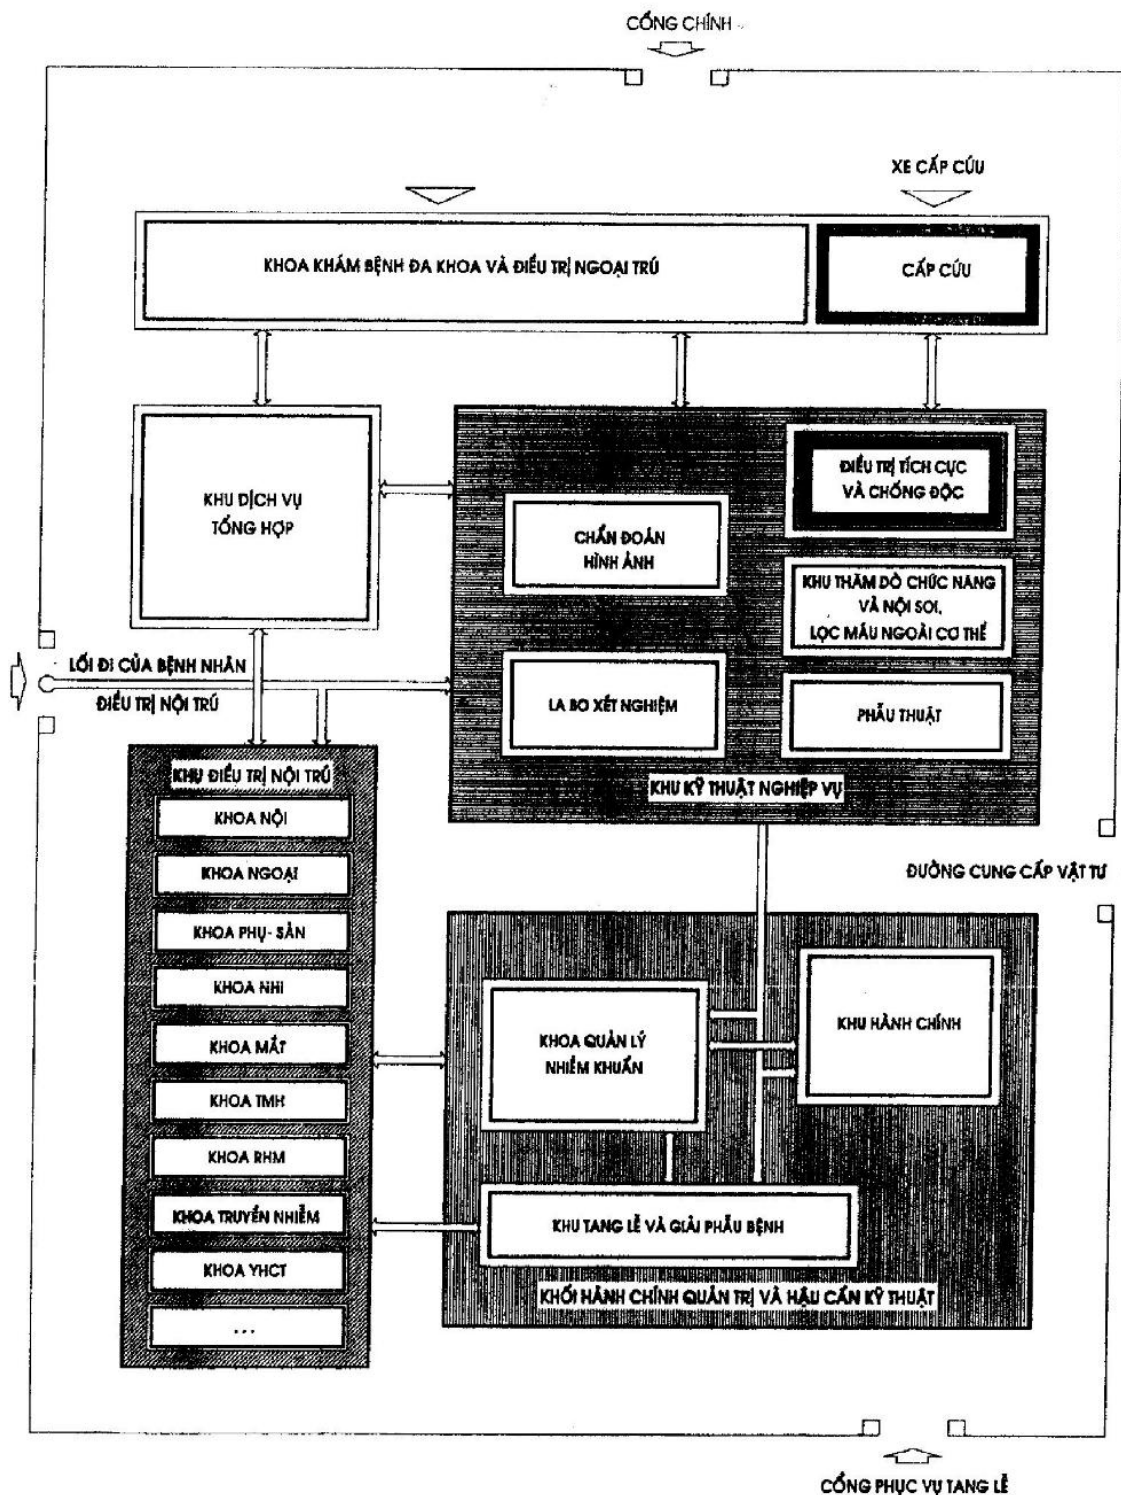 CỔNG CHÍNH
XE CẤP CỨU
KHOA KHÁM BỆNH ĐA KHOA VÀ ĐIỀU TRỊ NGOẠI TRÚ
CẤP CỨU
KHU DỊCH VỤ
TỔNG HỢP
ĐIỀU TRỊ TÍCH CỰC
VÀ CHỐNG ĐỘC
CHẨN ĐOÁN
HÌNH ẢNH
KHU THĂM DÒ CHỨC NĂNG
VÀ NỘI SOI,
LỌC MÁU NGOÀI CƠ THỂ
LỐI ĐI CỦA BỆNH NHÂN
ĐIỀU TRỊ NỘI TRÚ
LA BO XÉT NGHIỆM
PHẪU THUẬT
KHU KỸ THUẬT NGHIỆP VỤ
KHU ĐIỀU TRỊ NỘI TRÚ
KHOA NỘI
KHOA NGOẠI
KHOA PHỤ- SẢN
KHOA NHI
KHOA MẮT
KHOA TMH
KHOA RHM
KHOA TRUYỀN NHIỄM
KHOA YHCT
...
ĐƯỜNG CUNG CẤP VẬT TƯ
KHOA QUẢN LÝ
NHIỄM KHUẨN
KHU HÀNH CHÍNH
KHU TANG LỄ VÀ GIẢI PHẪU BỆNH
KHỐI HÀNH CHÍNH QUẢN TRỊ VÀ HẬU CẦN KỸ THUẬT
CỔNG PHỤC VỤ TANG LỄ